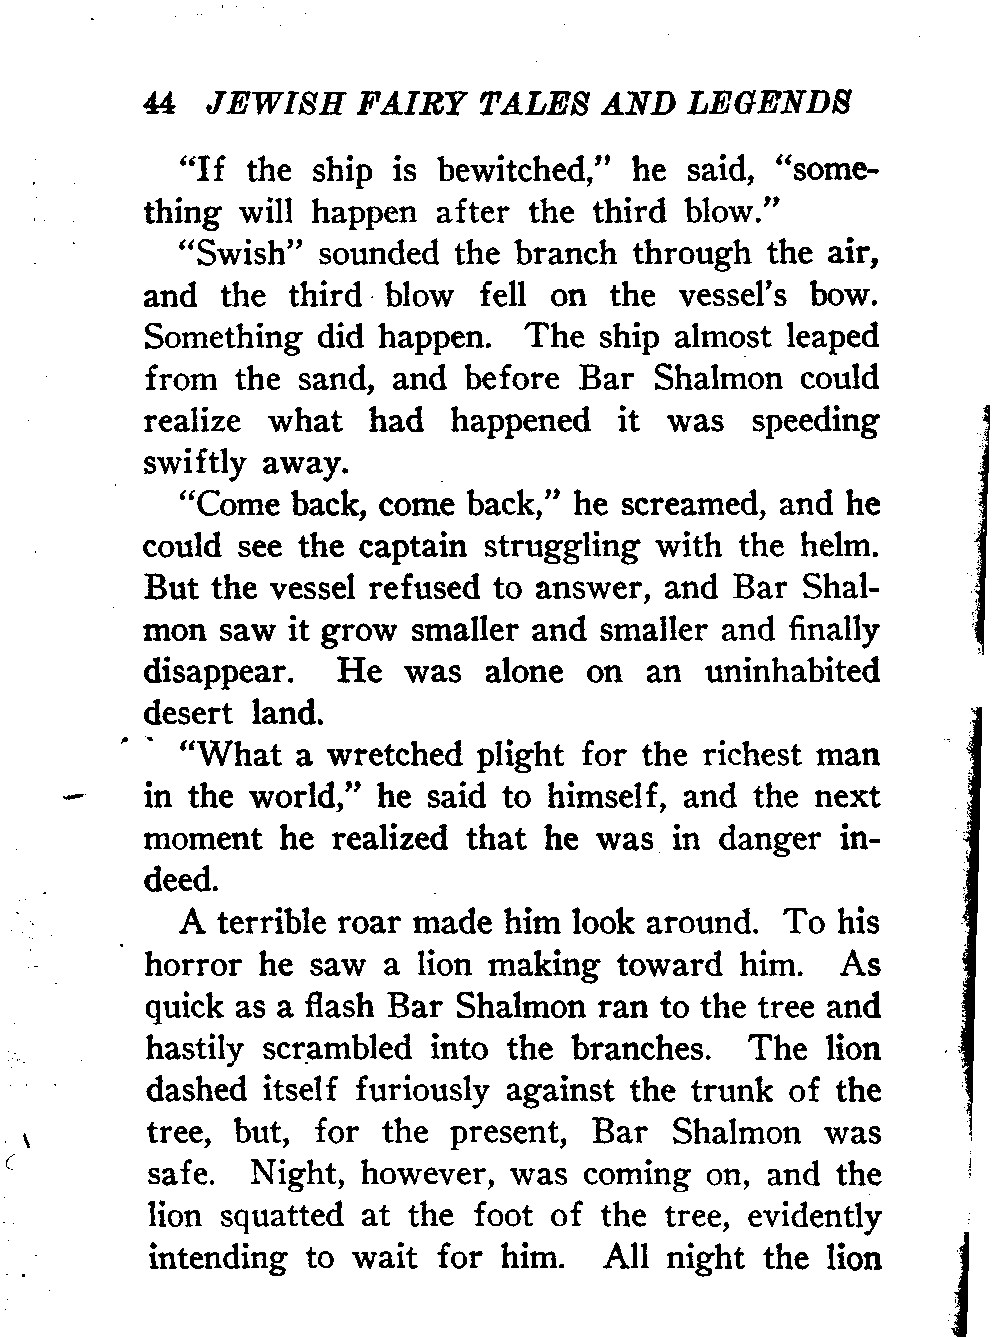 44 JEWISH FAIRY TALES AND LEGENDS
“If the ship is bewitched,” he said, “some-
thing will happen after the third blow.”
“Swish” sounded the branch through the air,
and the third blow fell on the vessel’s bow.
Something did happen. The ship almost leaped
from the sand, and before Bar Shalmon could
realize what had happened it was speeding
swiftly away.
“Come back, come back,” he screamed, and he
could see the captain struggling with the helm.
But the vessel refused to answer, and Bar Shal-
mon saw it grow smaller and smaller and finally
disappear. He was alone on an uninhabited
desert land.
“What a wretched plight for the richest man
in the world,” he said to himself, and the next
moment he realized that he was in danger in-
deed.
A terrible roar made him look around. To his
horror he saw a lion making toward him. As
quick as a flash Bar Shalmon ran to the tree and
hastily scrambled into the branches. The lion
dashed itself furiously against the trunk of the
tree, but, for the present, Bar Shalmon was
safe. Night, however, was coming on, and the
lion squatted at the foot of the tree, evidently
intending to wait for him. All night the lion